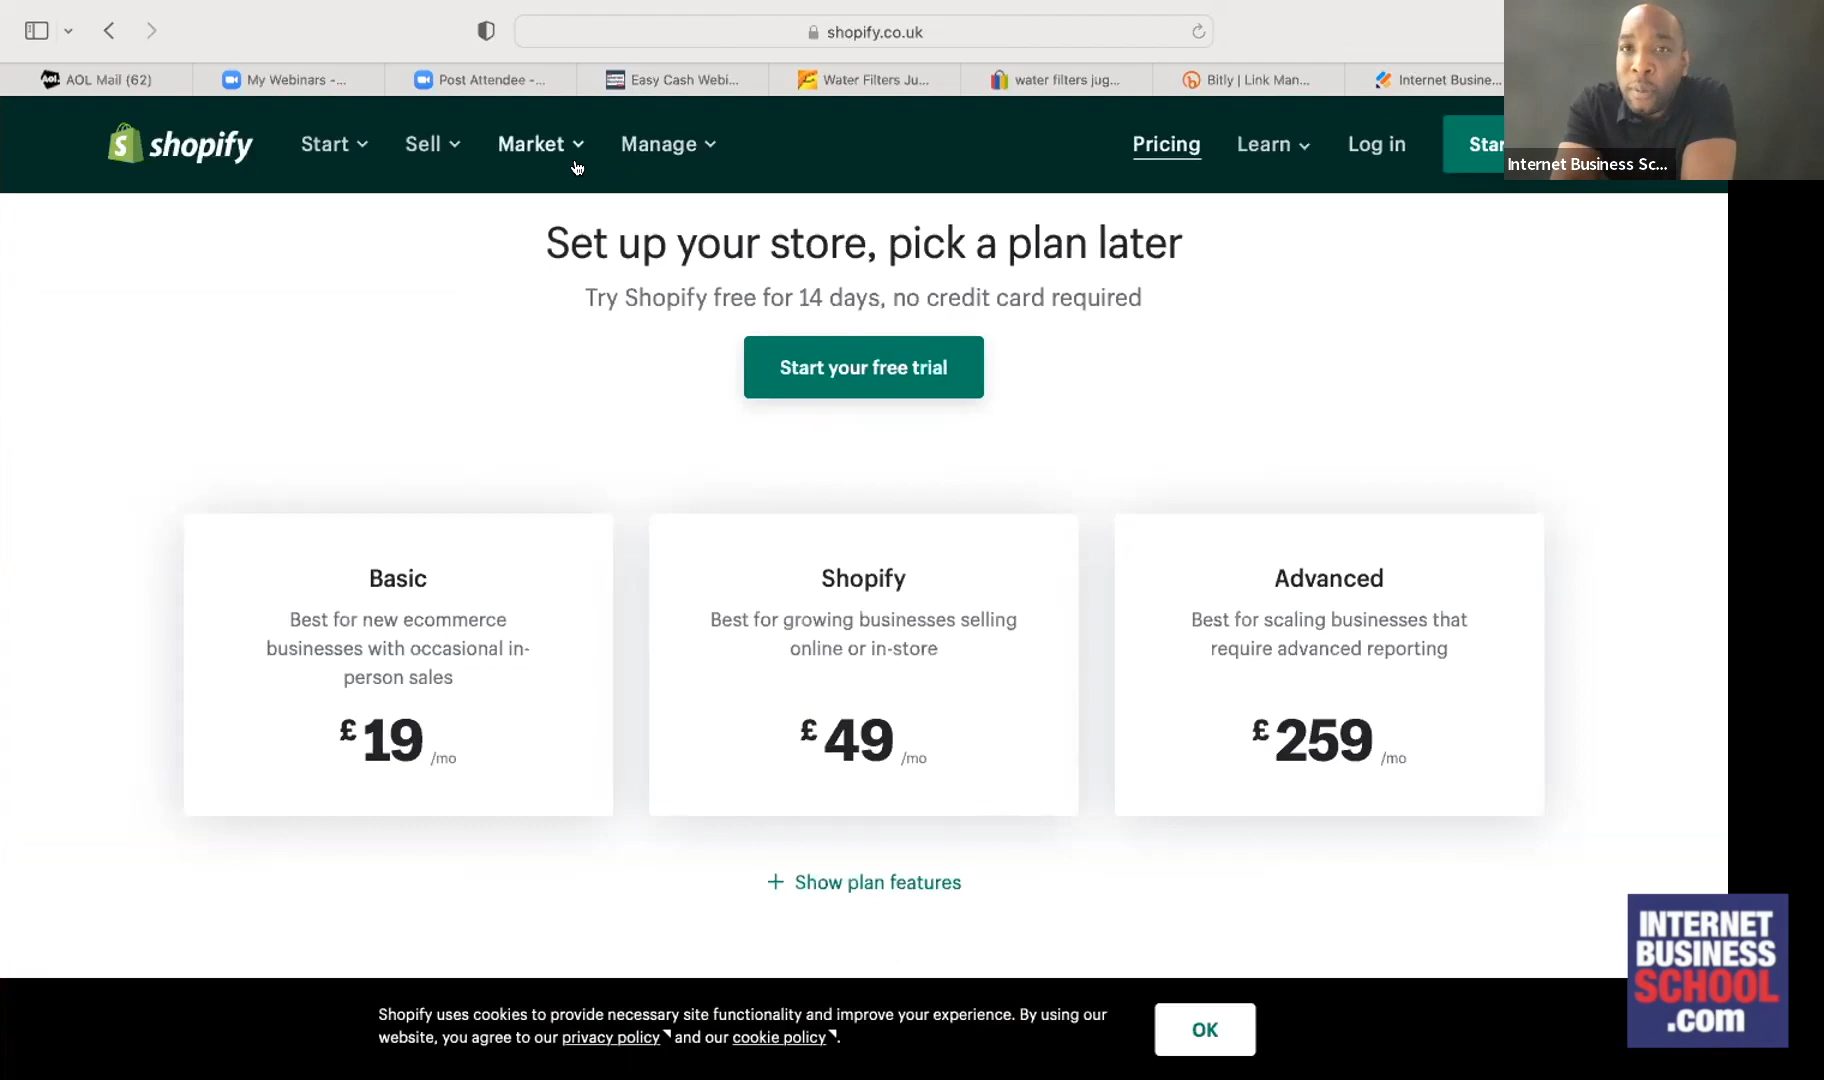 shopify.co.uk
AOL Mail (62)
My Webinars -...
Post Attendee -...
Easy Cash Webi...
Water Filters Ju...
water filters jug...
Bitly | Link Man...
Internet Busine...
shopify
Start
Sell
Market
Manage
Pricing
Learn
Log in
Star
Internet Business Sc...
Set up your store, pick a plan later
Try Shopify free for 14 days, no credit card required
Start your free trial
Basic
Best for new ecommerce
businesses with occasional in-
person sales
£19 /mo
Shopify
Best for growing businesses selling
online or in-store
£49 /mo
Advanced
Best for scaling businesses that
require advanced reporting
£259 /mo
+ Show plan features
Shopify uses cookies to provide necessary site functionality and improve your experience. By using our
website, you agree to our privacy policy and our cookie policy.
OK
INTERNET
BUSINESS
SCHOOL
.com